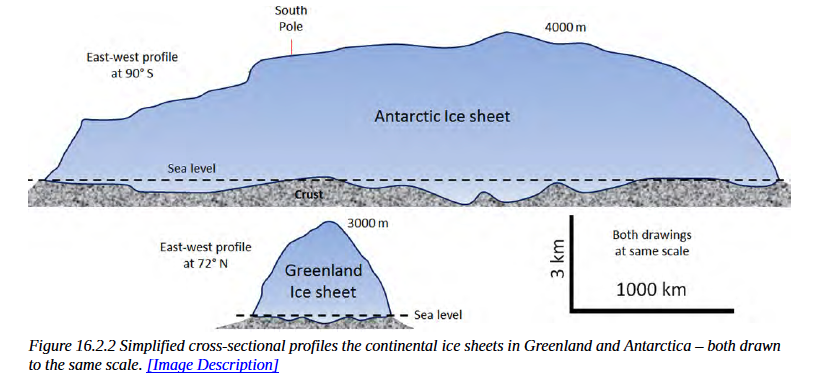 South
Pole
4000 m
East-west profile
at 90° S
Antarctic Ice sheet
Sea level
Crust
3000 m
East-west profile
at 72° N
Greenland
Ice sheet
Sea level
3 km
Both drawings
at same scale
1000 km
Figure 16.2.2 Simplified cross-sectional profiles the continental ice sheets in Greenland and Antarctica – both drawn
to the same scale. [Image Description]